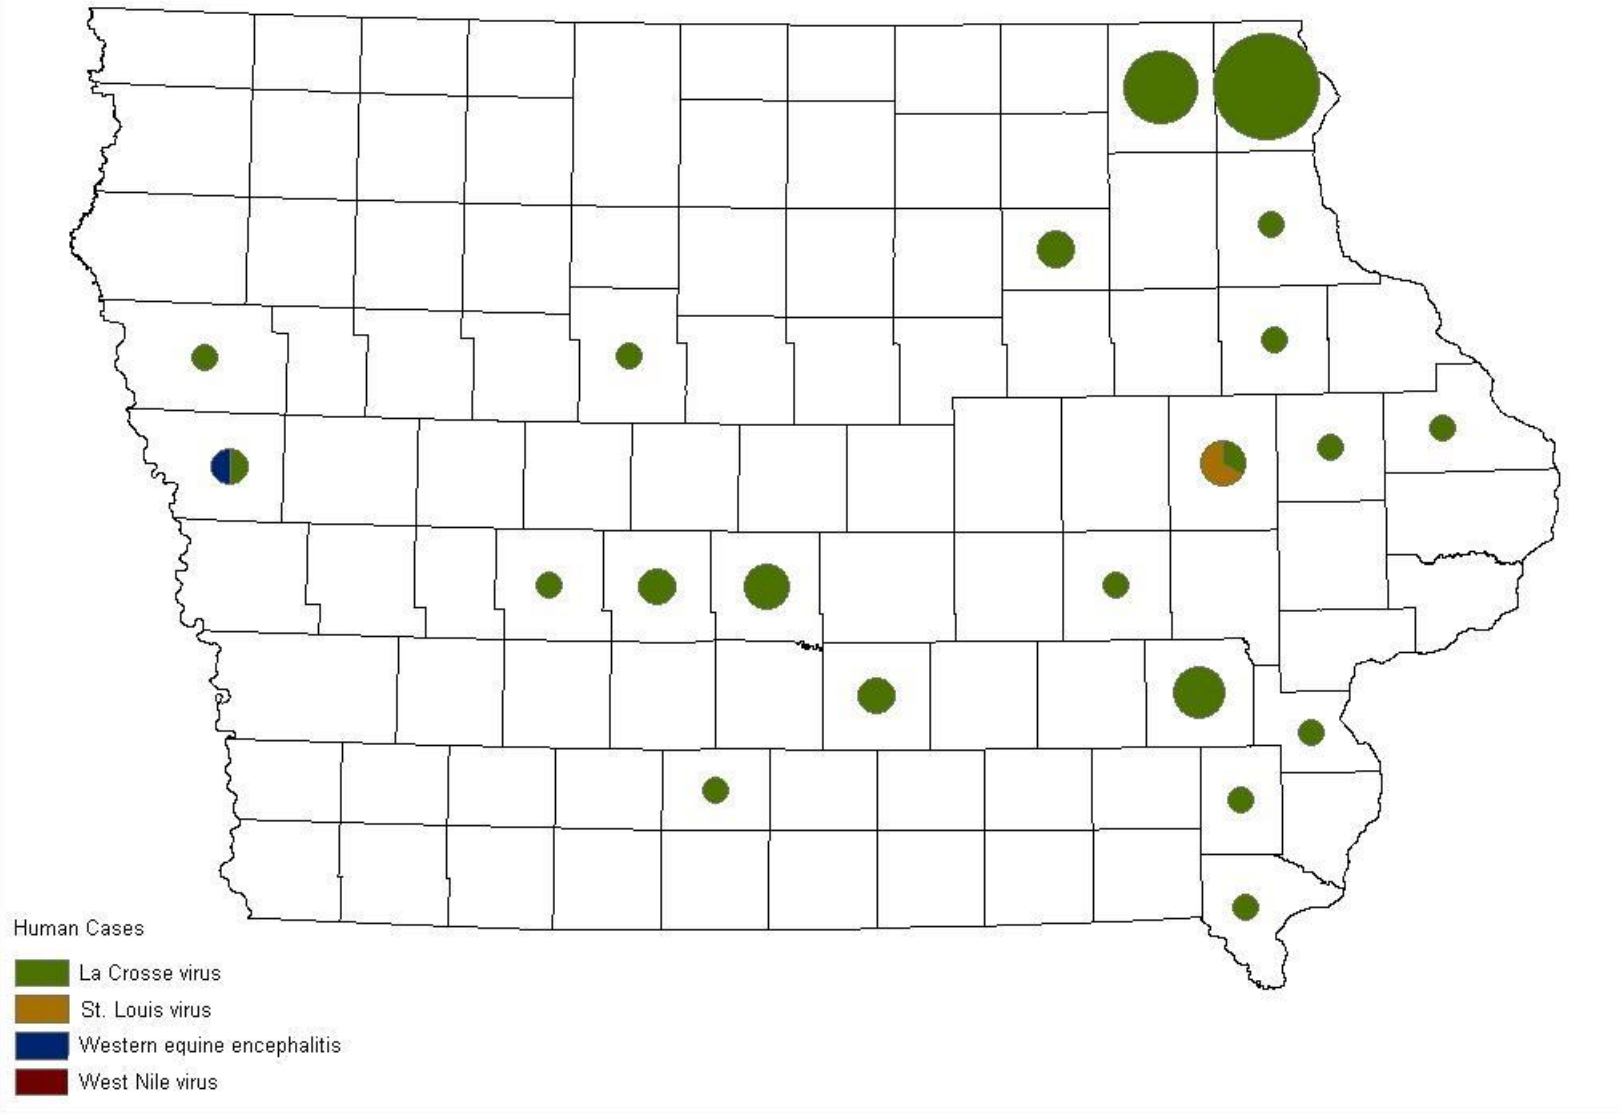 Human Cases
La Crosse virus
St. Louis virus
Western equine encephalitis
West Nile virus